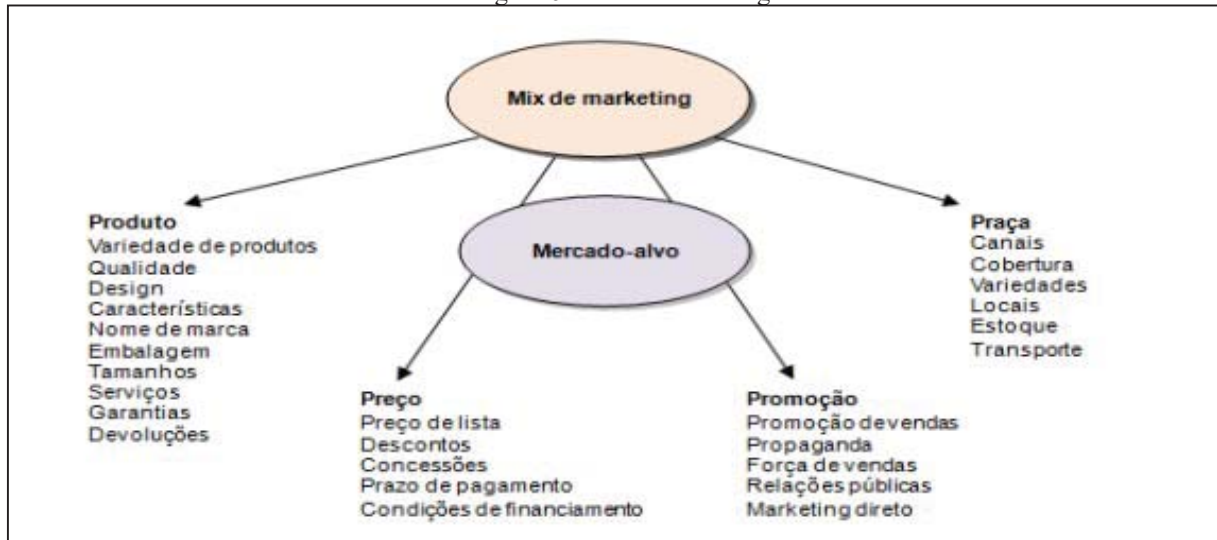 Mix de marketing
Mercado-alvo
Produto
Variedade de produtos
Qualidade
Design
Características
Nome de marca
Embalagem
Tamanhos
Serviços
Garantias
Devoluções
Preço
Preço de lista
Descontos
Concessões
Prazo de pagamento
Condições de financiamento
Promoção
Promoção de vendas
Propaganda
Força de vendas
Relações públicas
Marketing direto
Praça
Canais
Cobertura
Variedades
Locais
Estoque
Transporte